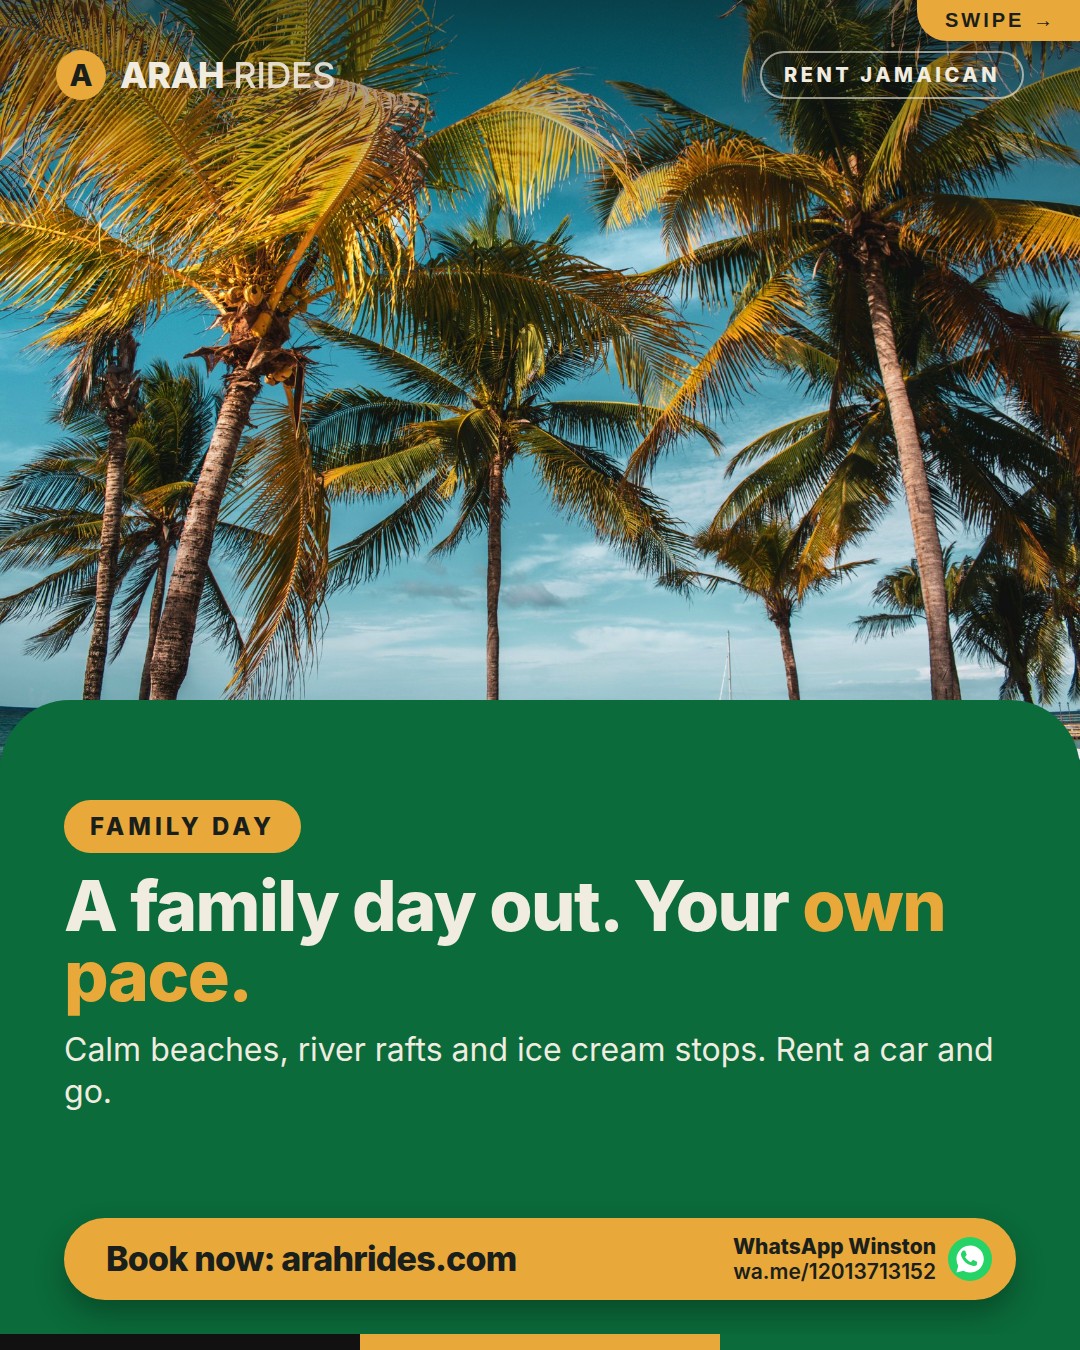 SWIPE →
A ARAH RIDES
RENT JAMAICAN
FAMILY DAY
A family day out. Your own
pace.
Calm beaches, river rafts and ice cream stops. Rent a car and
go.
Book now: arahrides.com
WhatsApp Winston
wa.me/12013713152